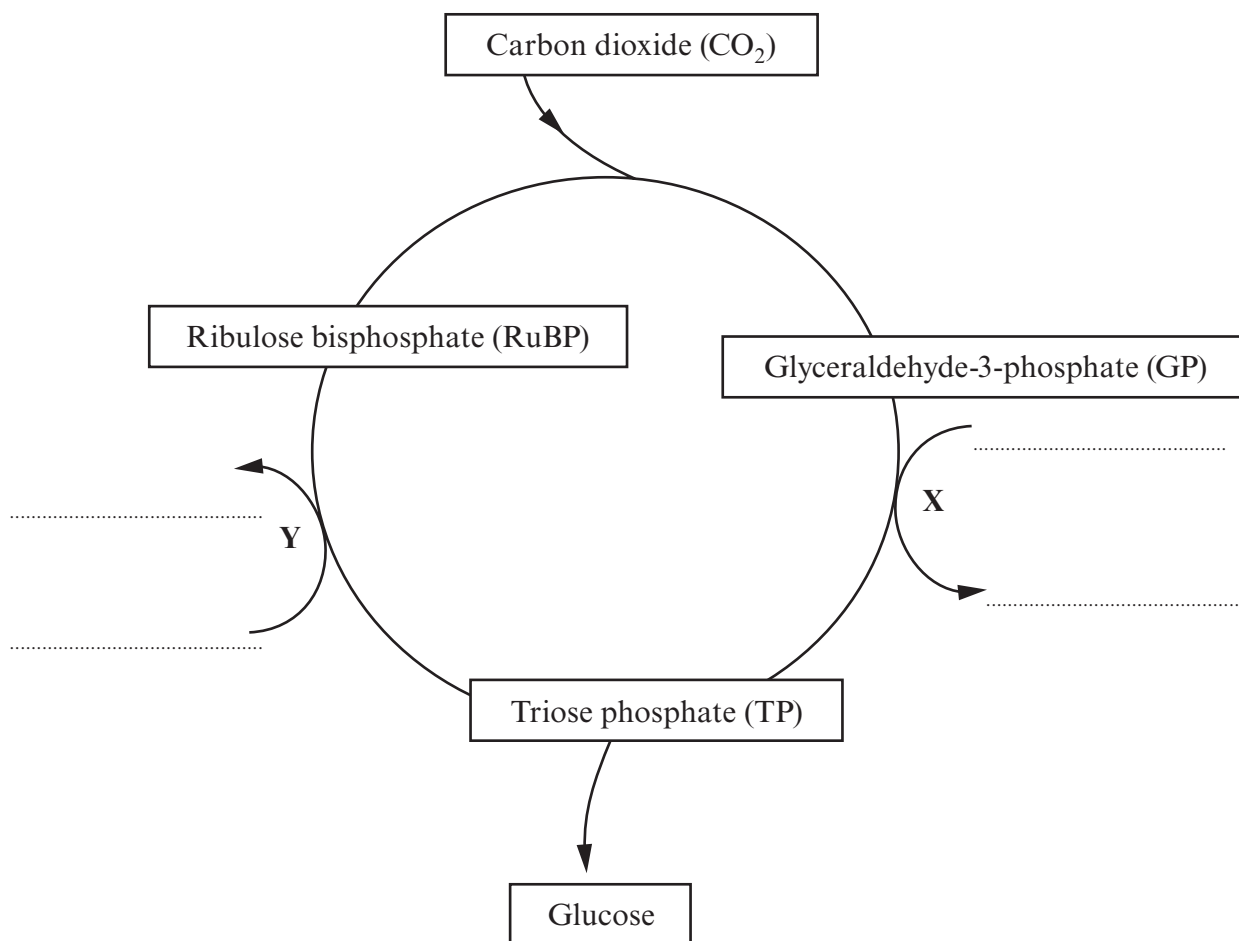 Carbon dioxide (CO₂)
Ribulose bisphosphate (RuBP)
Glyceraldehyde-3-phosphate (GP)
X
Y
Triose phosphate (TP)
Glucose